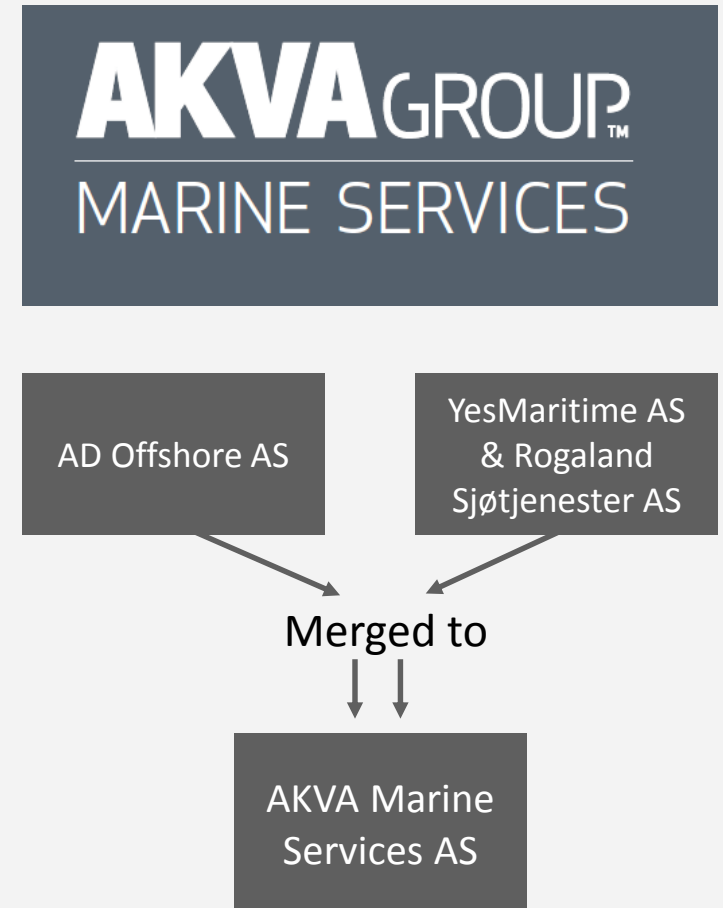 AKVA GROUP™
MARINE SERVICES
AD Offshore AS
YesMaritime AS
& Rogaland
Sjøtjenester AS
Merged to
AKVA Marine
Services AS